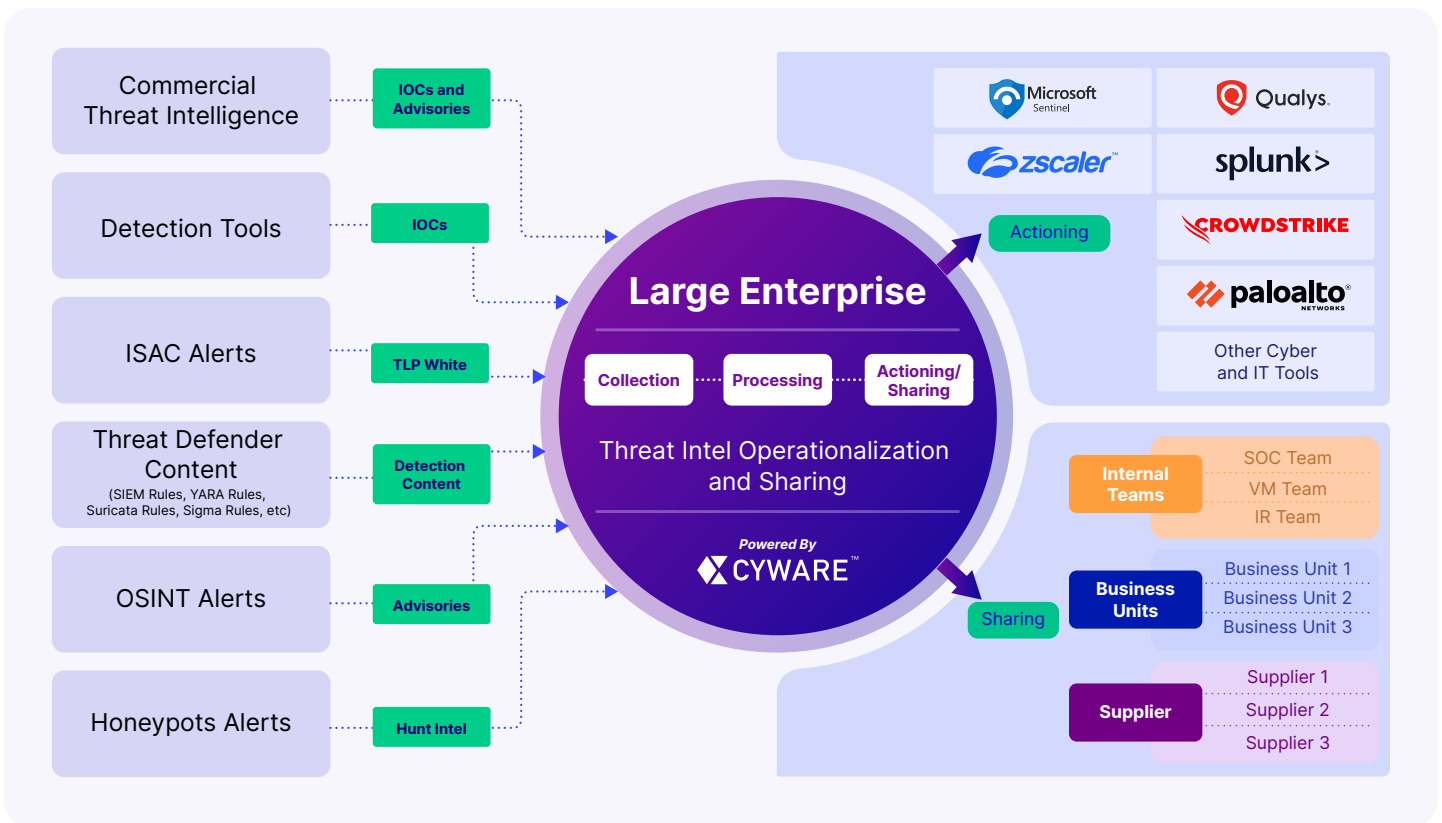 Commercial
Threat Intelligence
IOCs and
Advisories
Detection Tools
IOCs
ISAC Alerts
TLP White
Threat Defender
Content
(SIEM Rules, YARA Rules,
Suricata Rules, Sigma Rules, etc)
Detection
Content
OSINT Alerts
Advisories
Honeypots Alerts
Hunt Intel
Large Enterprise
Collection
Processing
Actioning/
Sharing
Threat Intel Operationalization
and Sharing
Powered By
CYWARE™
Actioning
Microsoft
Sentinel
Qualys.
zscaler™
splunk>
CROWDSTRIKE
paloalto®
NETWORKS
Other Cyber
and IT Tools
Sharing
Internal
Teams
SOC Team
VM Team
IR Team
Business
Units
Business Unit 1
Business Unit 2
Business Unit 3
Supplier
Supplier 1
Supplier 2
Supplier 3